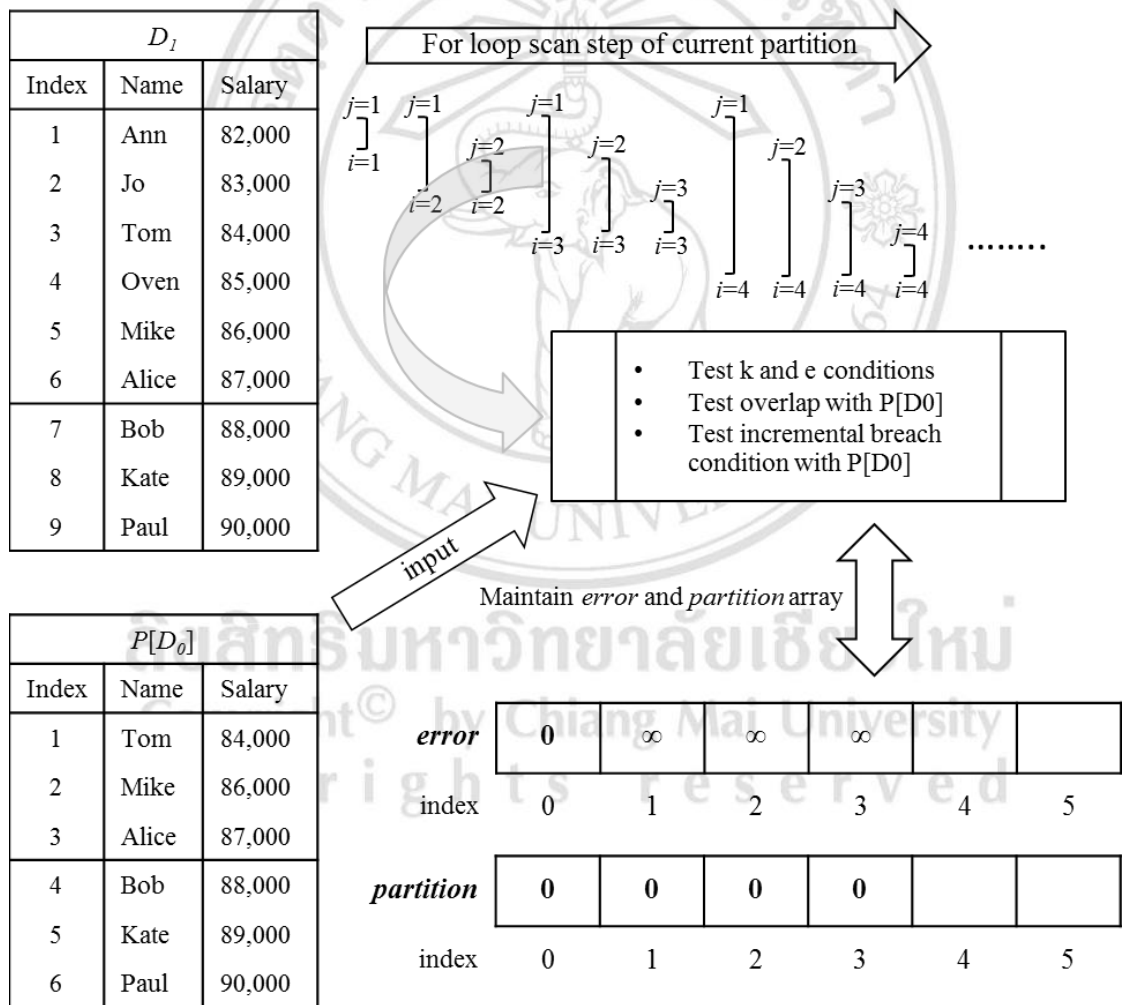 D1
Index Name Salary
1 Ann 82,000
2 Jo 83,000
3 Tom 84,000
4 Oven 85,000
5 Mike 86,000
6 Alice 87,000
7 Bob 88,000
8 Kate 89,000
9 Paul 90,000
For loop scan step of current partition
j=1 j=1 j=1 j=1
j=2 j=2 j=2
i=1 j=3 j=3
i=2 i=2 j=4
i=3 i=3 i=3 ........
i=4 i=4 i=4 i=4
• Test k and e conditions
• Test overlap with P[D0]
• Test incremental breach
condition with P[D0]
input
Maintain error and partition array
P[D0]
Index Name Salary
1 Tom 84,000
2 Mike 86,000
3 Alice 87,000
4 Bob 88,000
5 Kate 89,000
6 Paul 90,000
error 0 ∞ ∞ ∞
index 0 1 2 3 4 5
partition 0 0 0 0
index 0 1 2 3 4 5
ลิขสิทธิ์มหาวิทยาลัยเชียงใหม่
Copyright© by Chiang Mai University
rights reserved